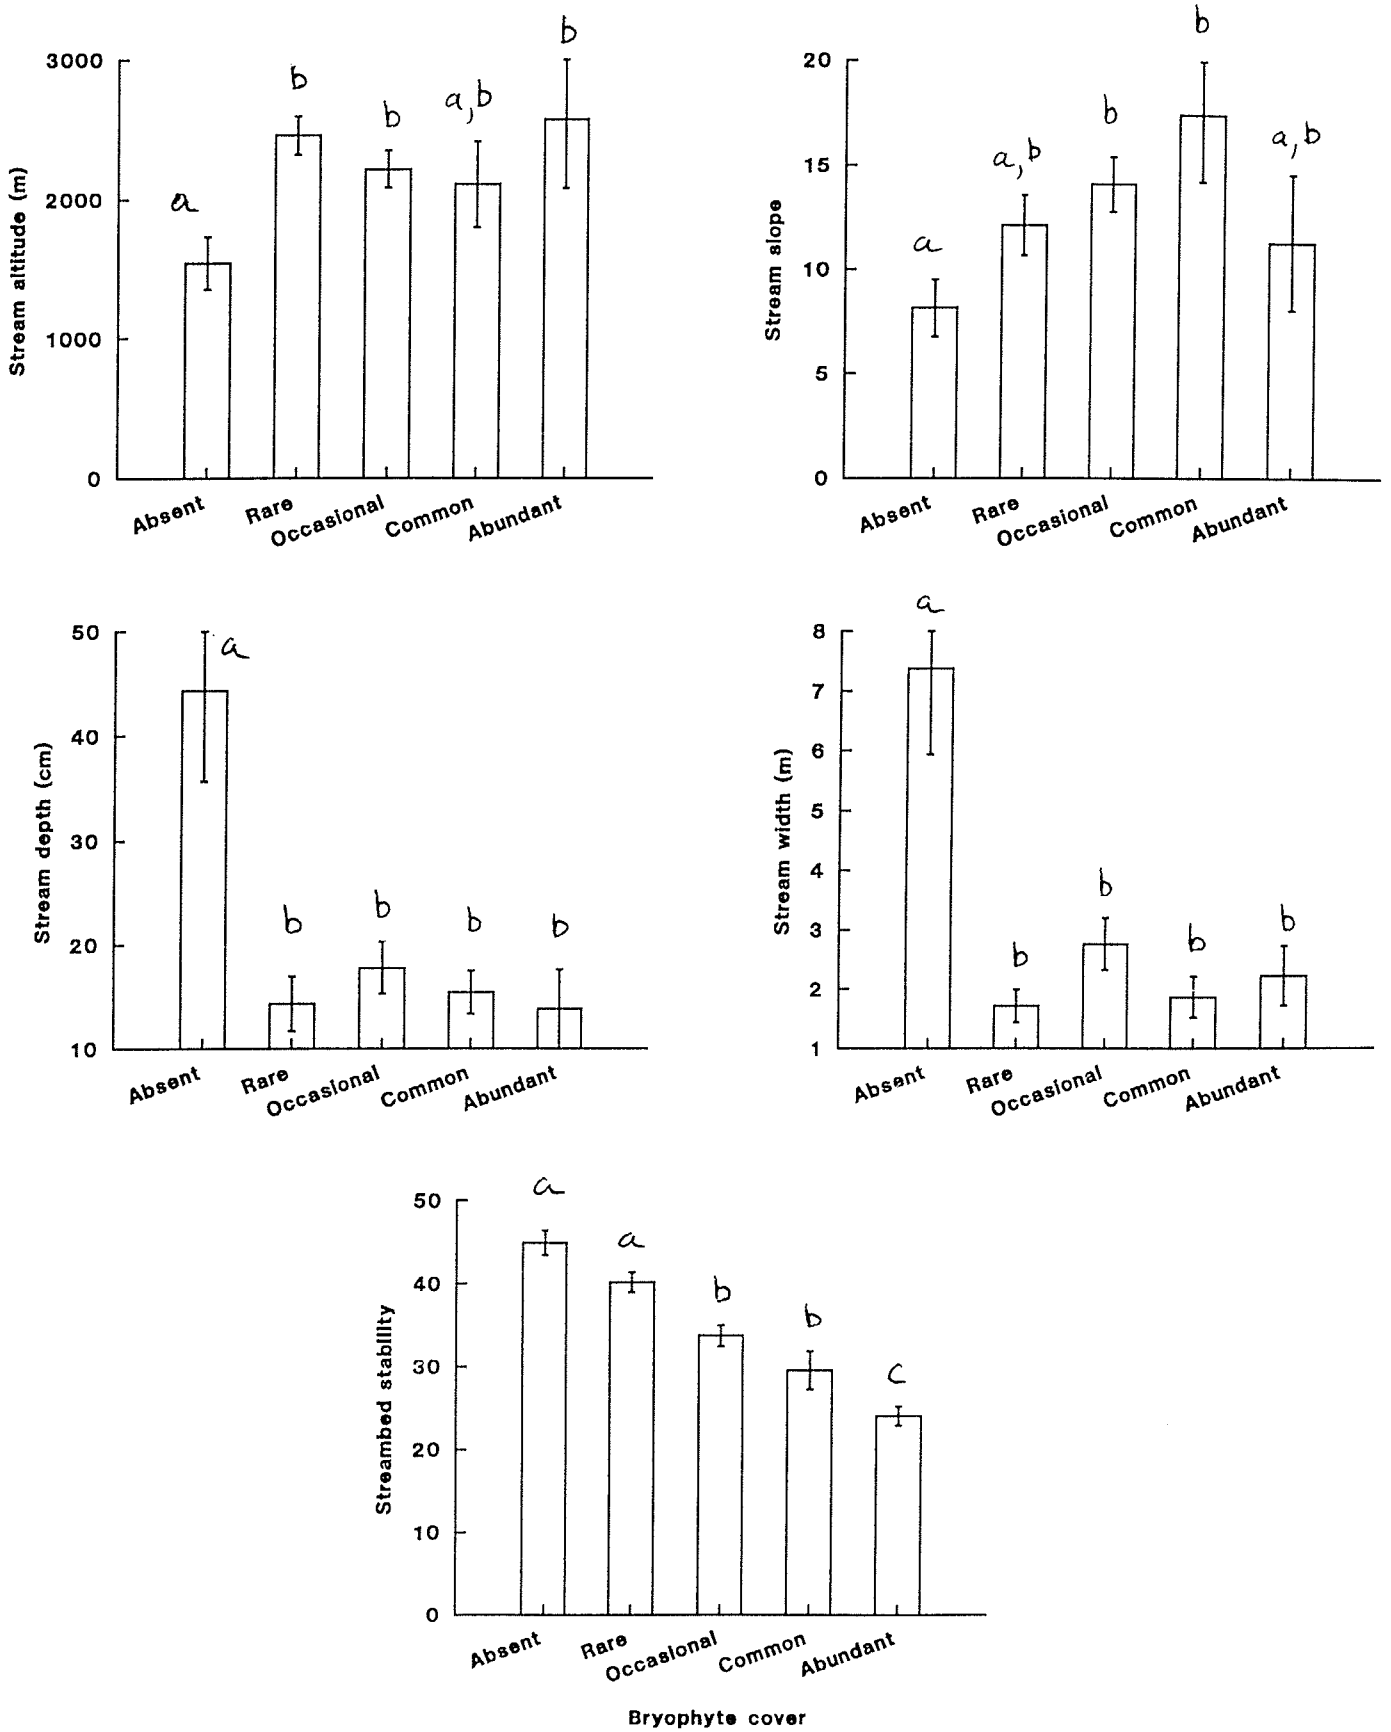 3000
2000
1000
0
Stream altitude (m)
a
b
b
a,b
b
Absent
Rare
Occasional
Common
Abundant
20
15
10
5
0
Stream slope
a
a,b
b
b
a,b
Absent
Rare
Occasional
Common
Abundant
50
40
30
20
10
Stream depth (cm)
a
b
b
b
b
Absent
Rare
Occasional
Common
Abundant
8
7
6
5
4
3
2
1
Stream width (m)
a
b
b
b
b
Absent
Rare
Occasional
Common
Abundant
50
40
30
20
10
0
Streambed stability
a
a
b
b
c
Absent
Rare
Occasional
Common
Abundant
Bryophyte cover